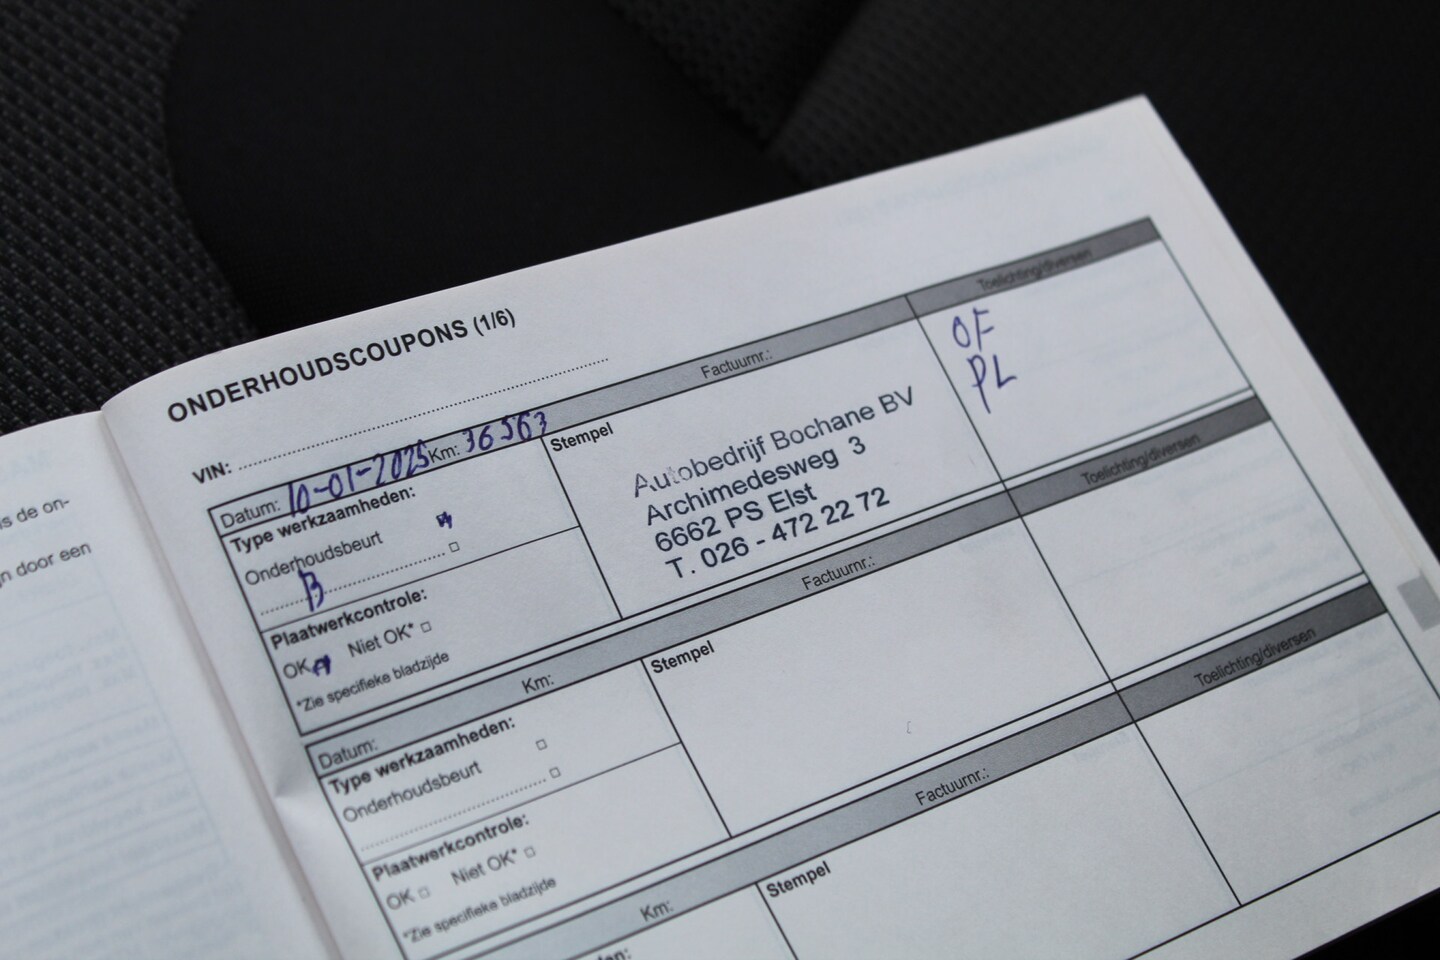 s de on-
n door een
ONDERHOUDSCOUPONS (1/6)
VIN:
Datum: 10-01-2025 Km: 36563 Factuurnr.: Toelichting/diversen
Type werkzaamheden:
Onderhoudsbeurt
B
Plaatwerkcontrole:
OK Niet OK*
*Zie specifieke bladzijde
Stempel
Autobedrijf Bochane BV
Archimedesweg 3
6662 PS Elst
T. 026 - 472 22 72
OF
PL
Datum: Km: Factuurnr.: Toelichting/diversen
Type werkzaamheden:
Onderhoudsbeurt
Plaatwerkcontrole:
OK Niet OK*
*Zie specifieke bladzijde
Stempel
Km: Factuurnr.: Toelichting/diversen
Stempel